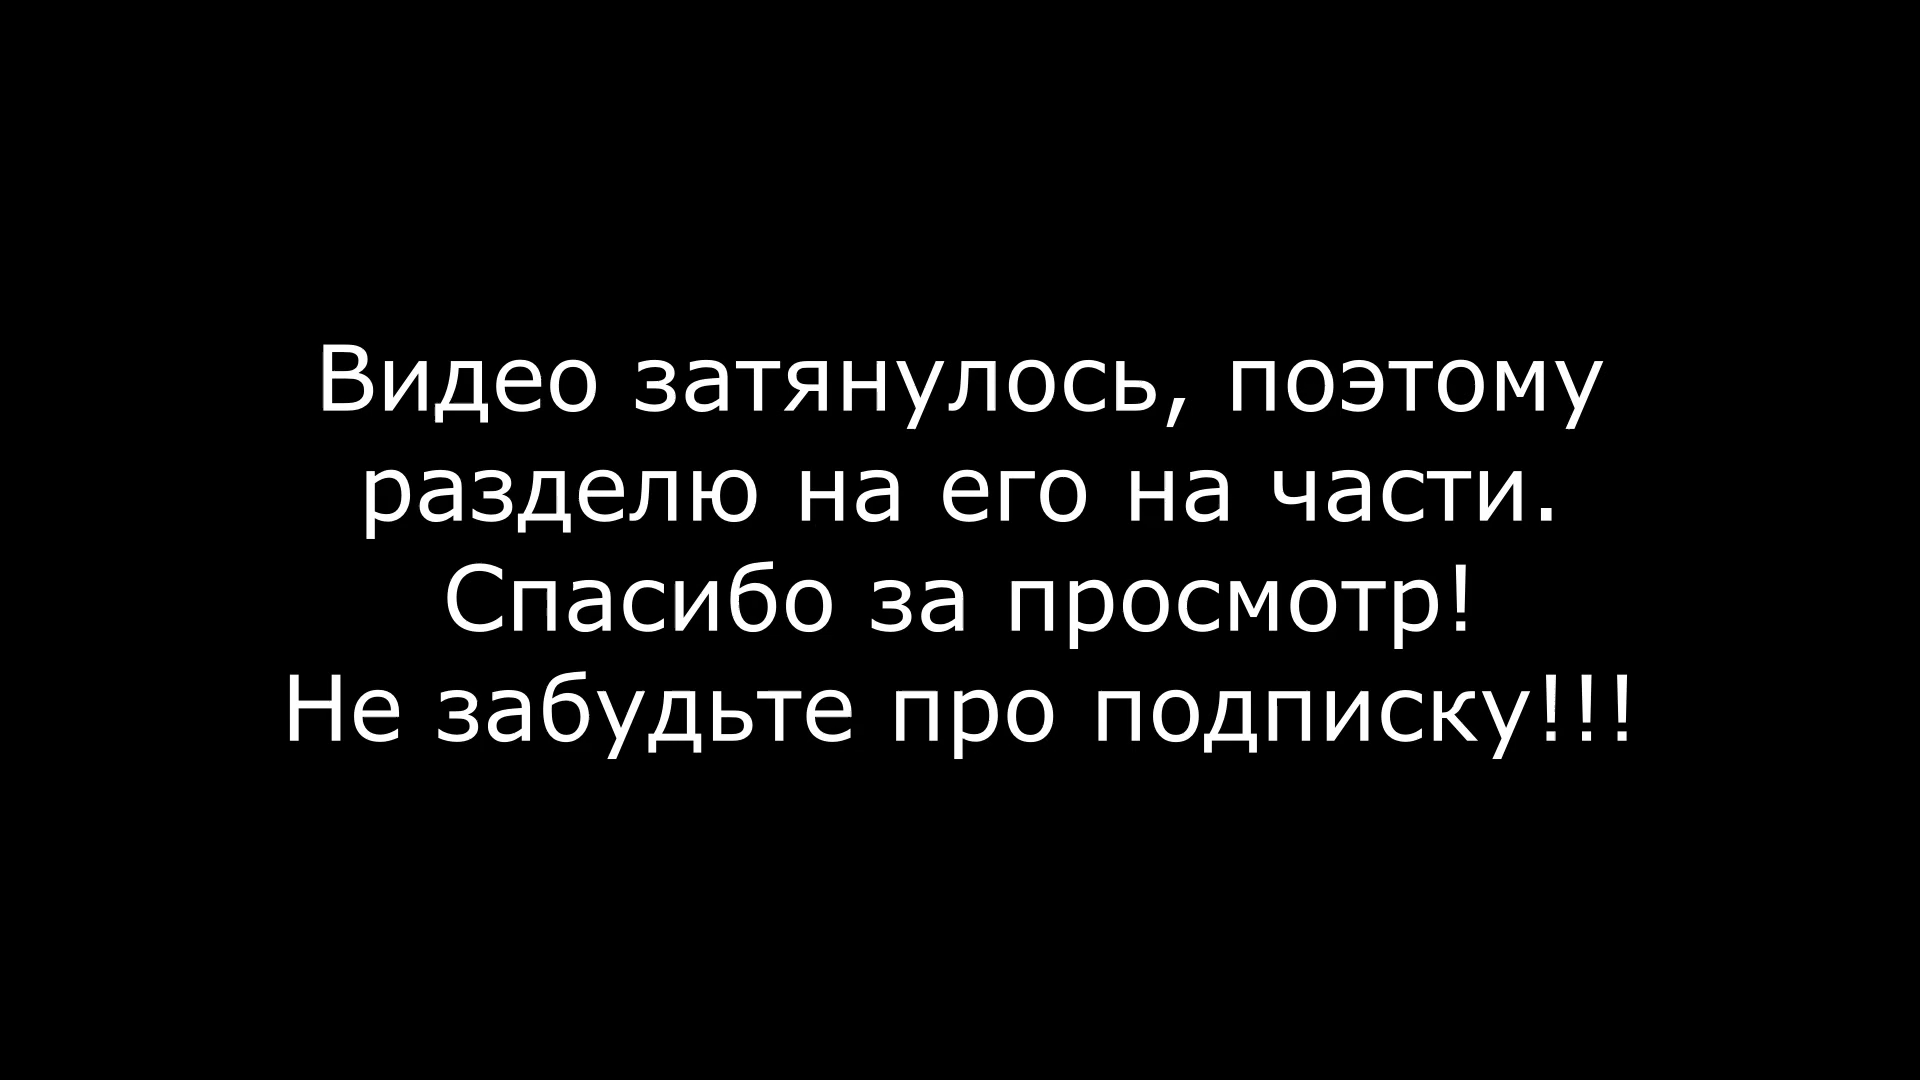 Видео затянулось, поэтому
разделю на его на части.
Спасибо за просмотр!
Не забудьте про подписку!!!